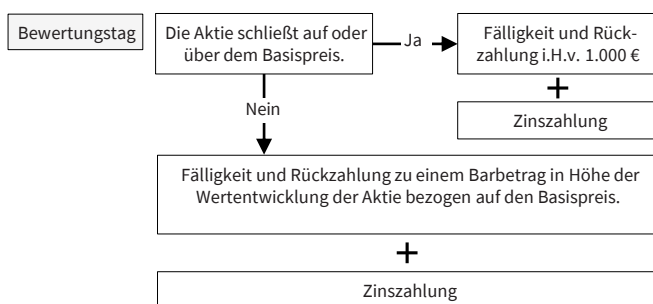 Bewertungstag
Die Aktie schließt auf oder
über dem Basispreis.
Ja
Fälligkeit und Rück-
zahlung i.H.v. 1.000 €
+
Zinszahlung
Nein
Fälligkeit und Rückzahlung zu einem Barbetrag in Höhe der
Wertentwicklung der Aktie bezogen auf den Basispreis.
+
Zinszahlung